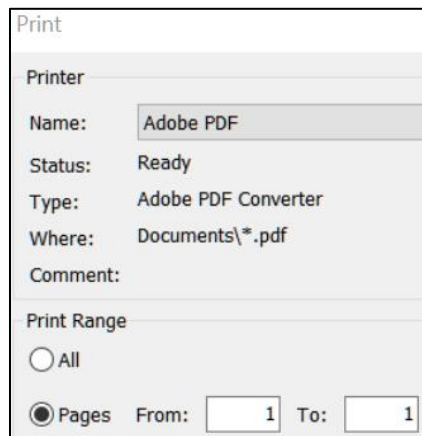 Print
Printer
Name: Adobe PDF
Status: Ready
Type: Adobe PDF Converter
Where: Documents\*.pdf
Comment:
Print Range
All
Pages From: 1 To: 1